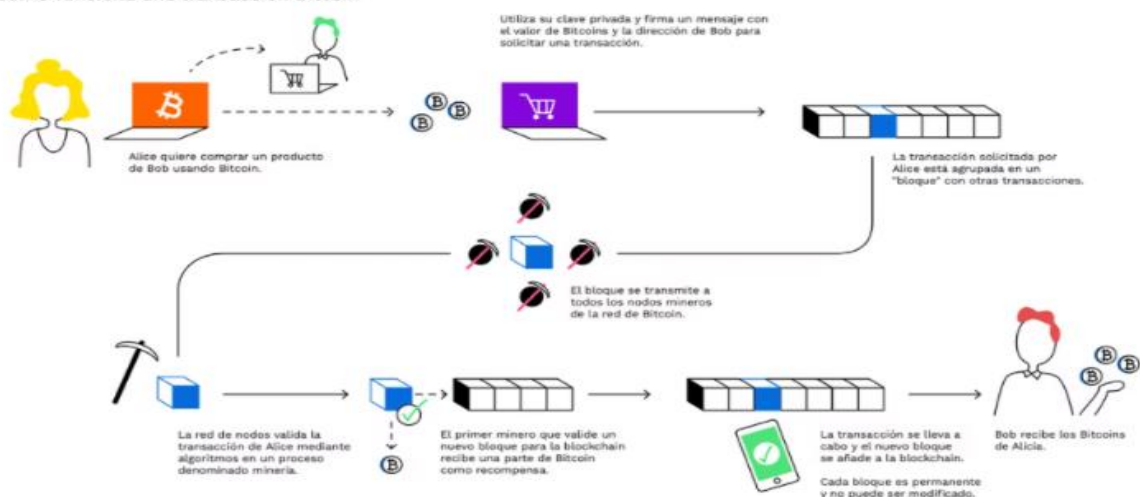 Utiliza su clave privada y firma un mensaje con
el valor de Bitcoins y la dirección de Bob para
solicitar una transacción.
Alice quiere comprar un producto
de Bob usando Bitcoin.
La transacción solicitada por
Alice está agrupada en un
"bloque" con otras transacciones.
El bloque se transmite a
todos los nodos mineros
de la red de Bitcoin.
La red de nodos valida la
transacción de Alice mediante
algoritmos en un proceso
denominado minería.
El primer minero que valide un
nuevo bloque para la blockchain
recibe una parte de Bitcoin
como recompensa.
La transacción se lleva a
cabo y el nuevo bloque
se añade a la blockchain.
Cada bloque es permanente
y no puede ser modificado.
Bob recibe los Bitcoins
de Alicia.